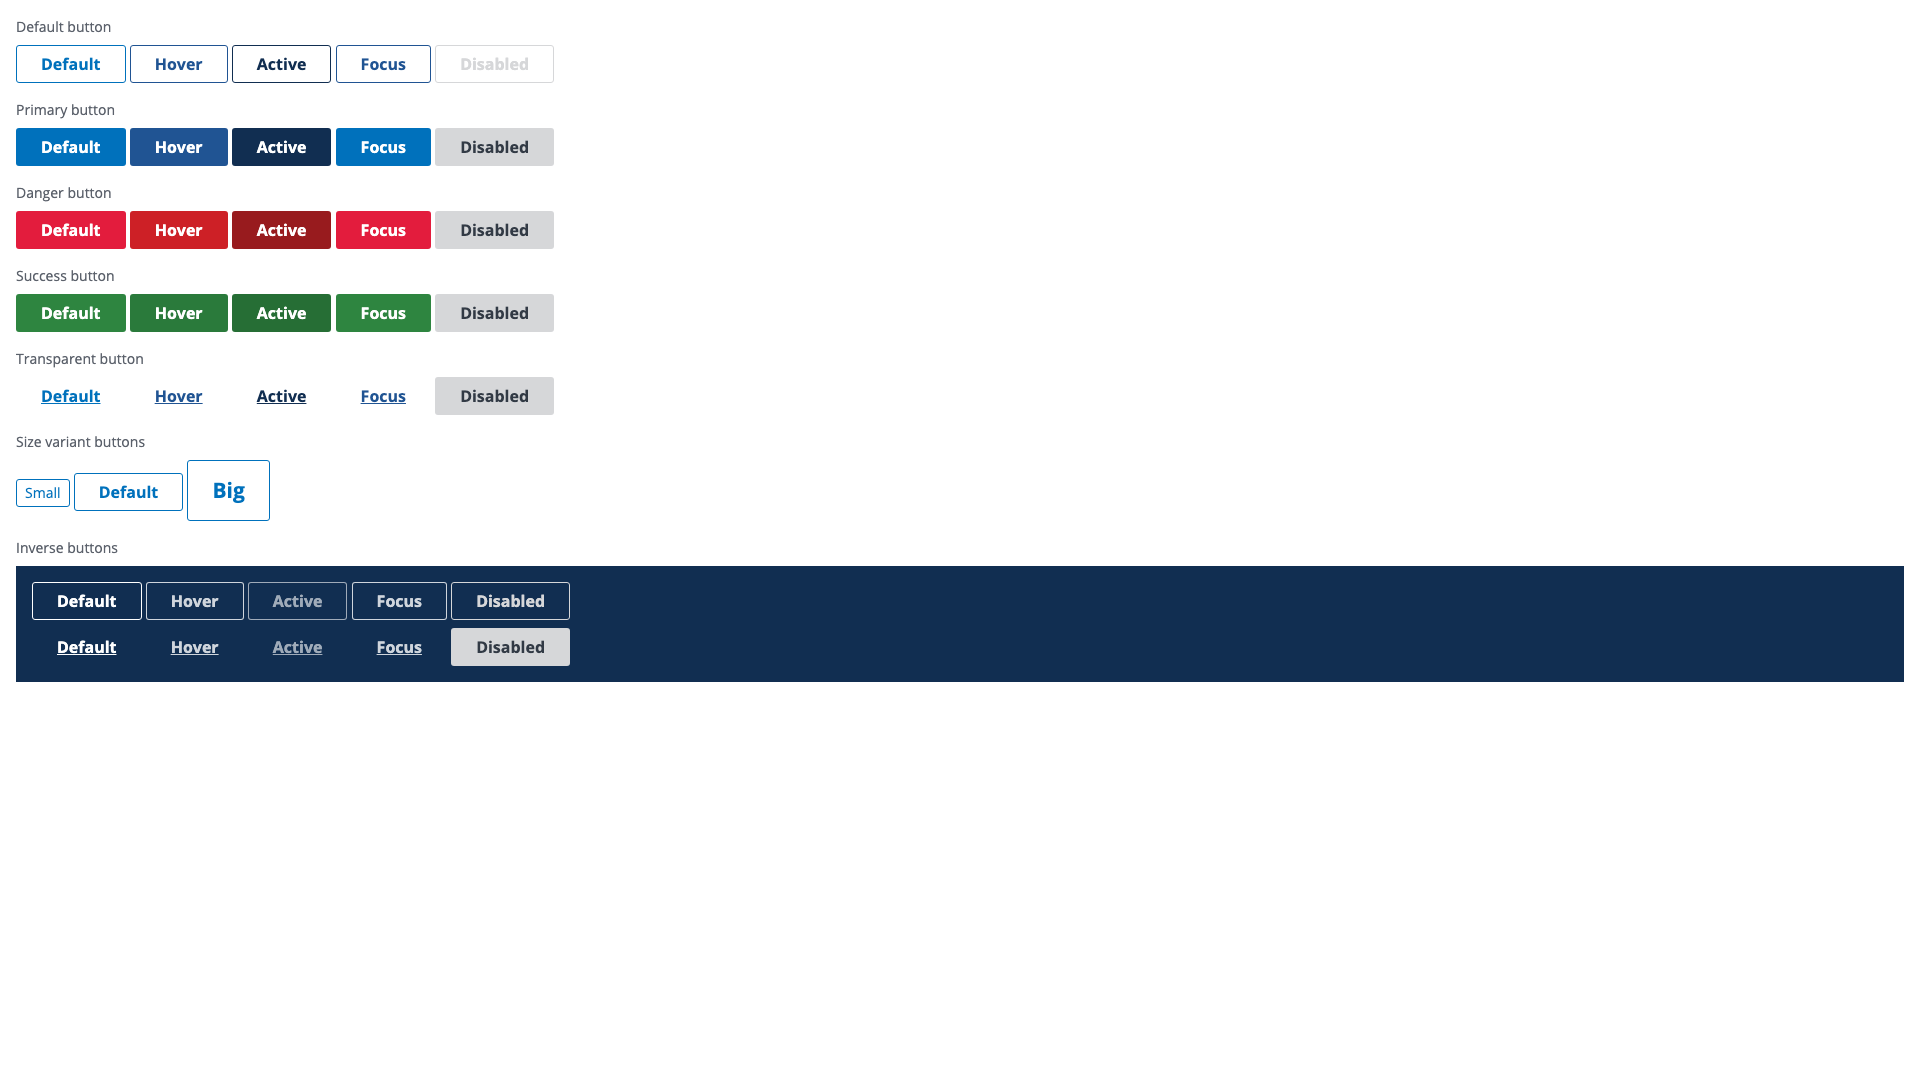 Default button
Default Hover Active Focus Disabled
Primary button
Default Hover Active Focus Disabled
Danger button
Default Hover Active Focus Disabled
Success button
Default Hover Active Focus Disabled
Transparent button
Default Hover Active Focus Disabled
Size variant buttons
Small Default Big
Inverse buttons
Default Hover Active Focus Disabled
Default Hover Active Focus Disabled